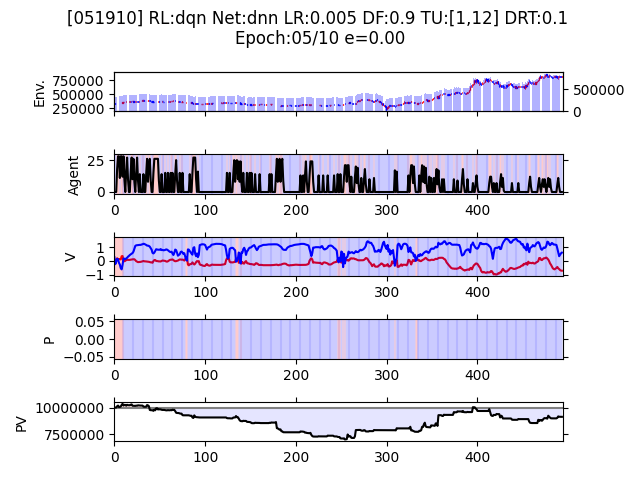 [051910] RL:dqn Net:dnn LR:0.005 DF:0.9 TU:[1,12] DRT:0.1
Epoch:05/10 e=0.00
Env.
750000
500000
250000
500000
0
Agent
25
0
0 100 200 300 400
V
1
0
−1
0 100 200 300 400
P
0.05
0.00
−0.05
0 100 200 300 400
PV
10000000
7500000
0 100 200 300 400